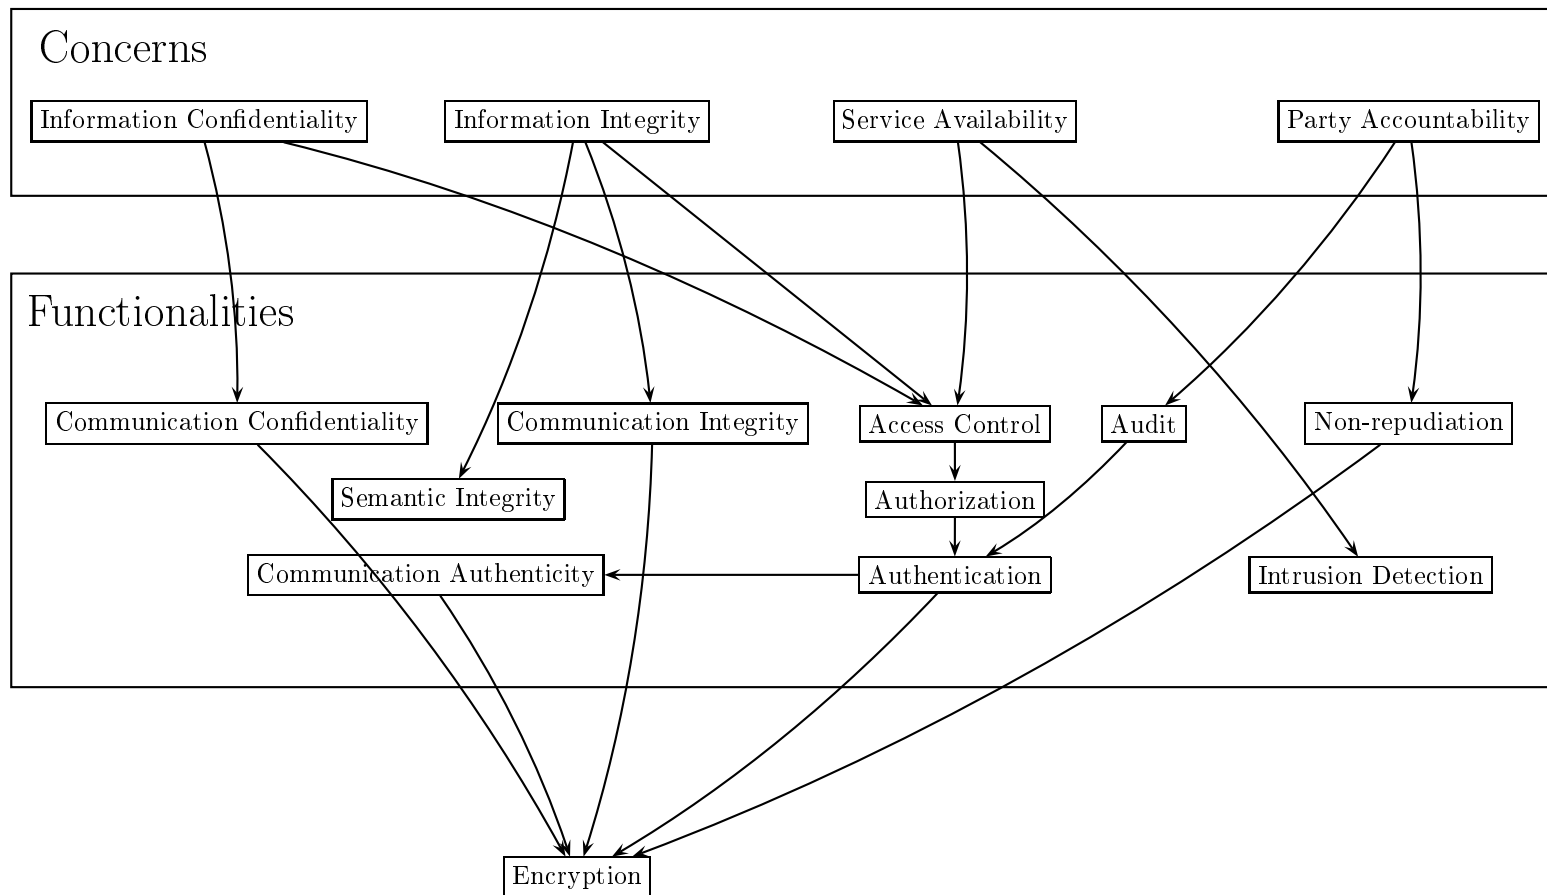 Concerns
Information Confidentiality
Information Integrity
Service Availability
Party Accountability
Functionalities
Communication Confidentiality
Communication Integrity
Access Control
Audit
Non-repudiation
Semantic Integrity
Authorization
Communication Authenticity
Authentication
Intrusion Detection
Encryption